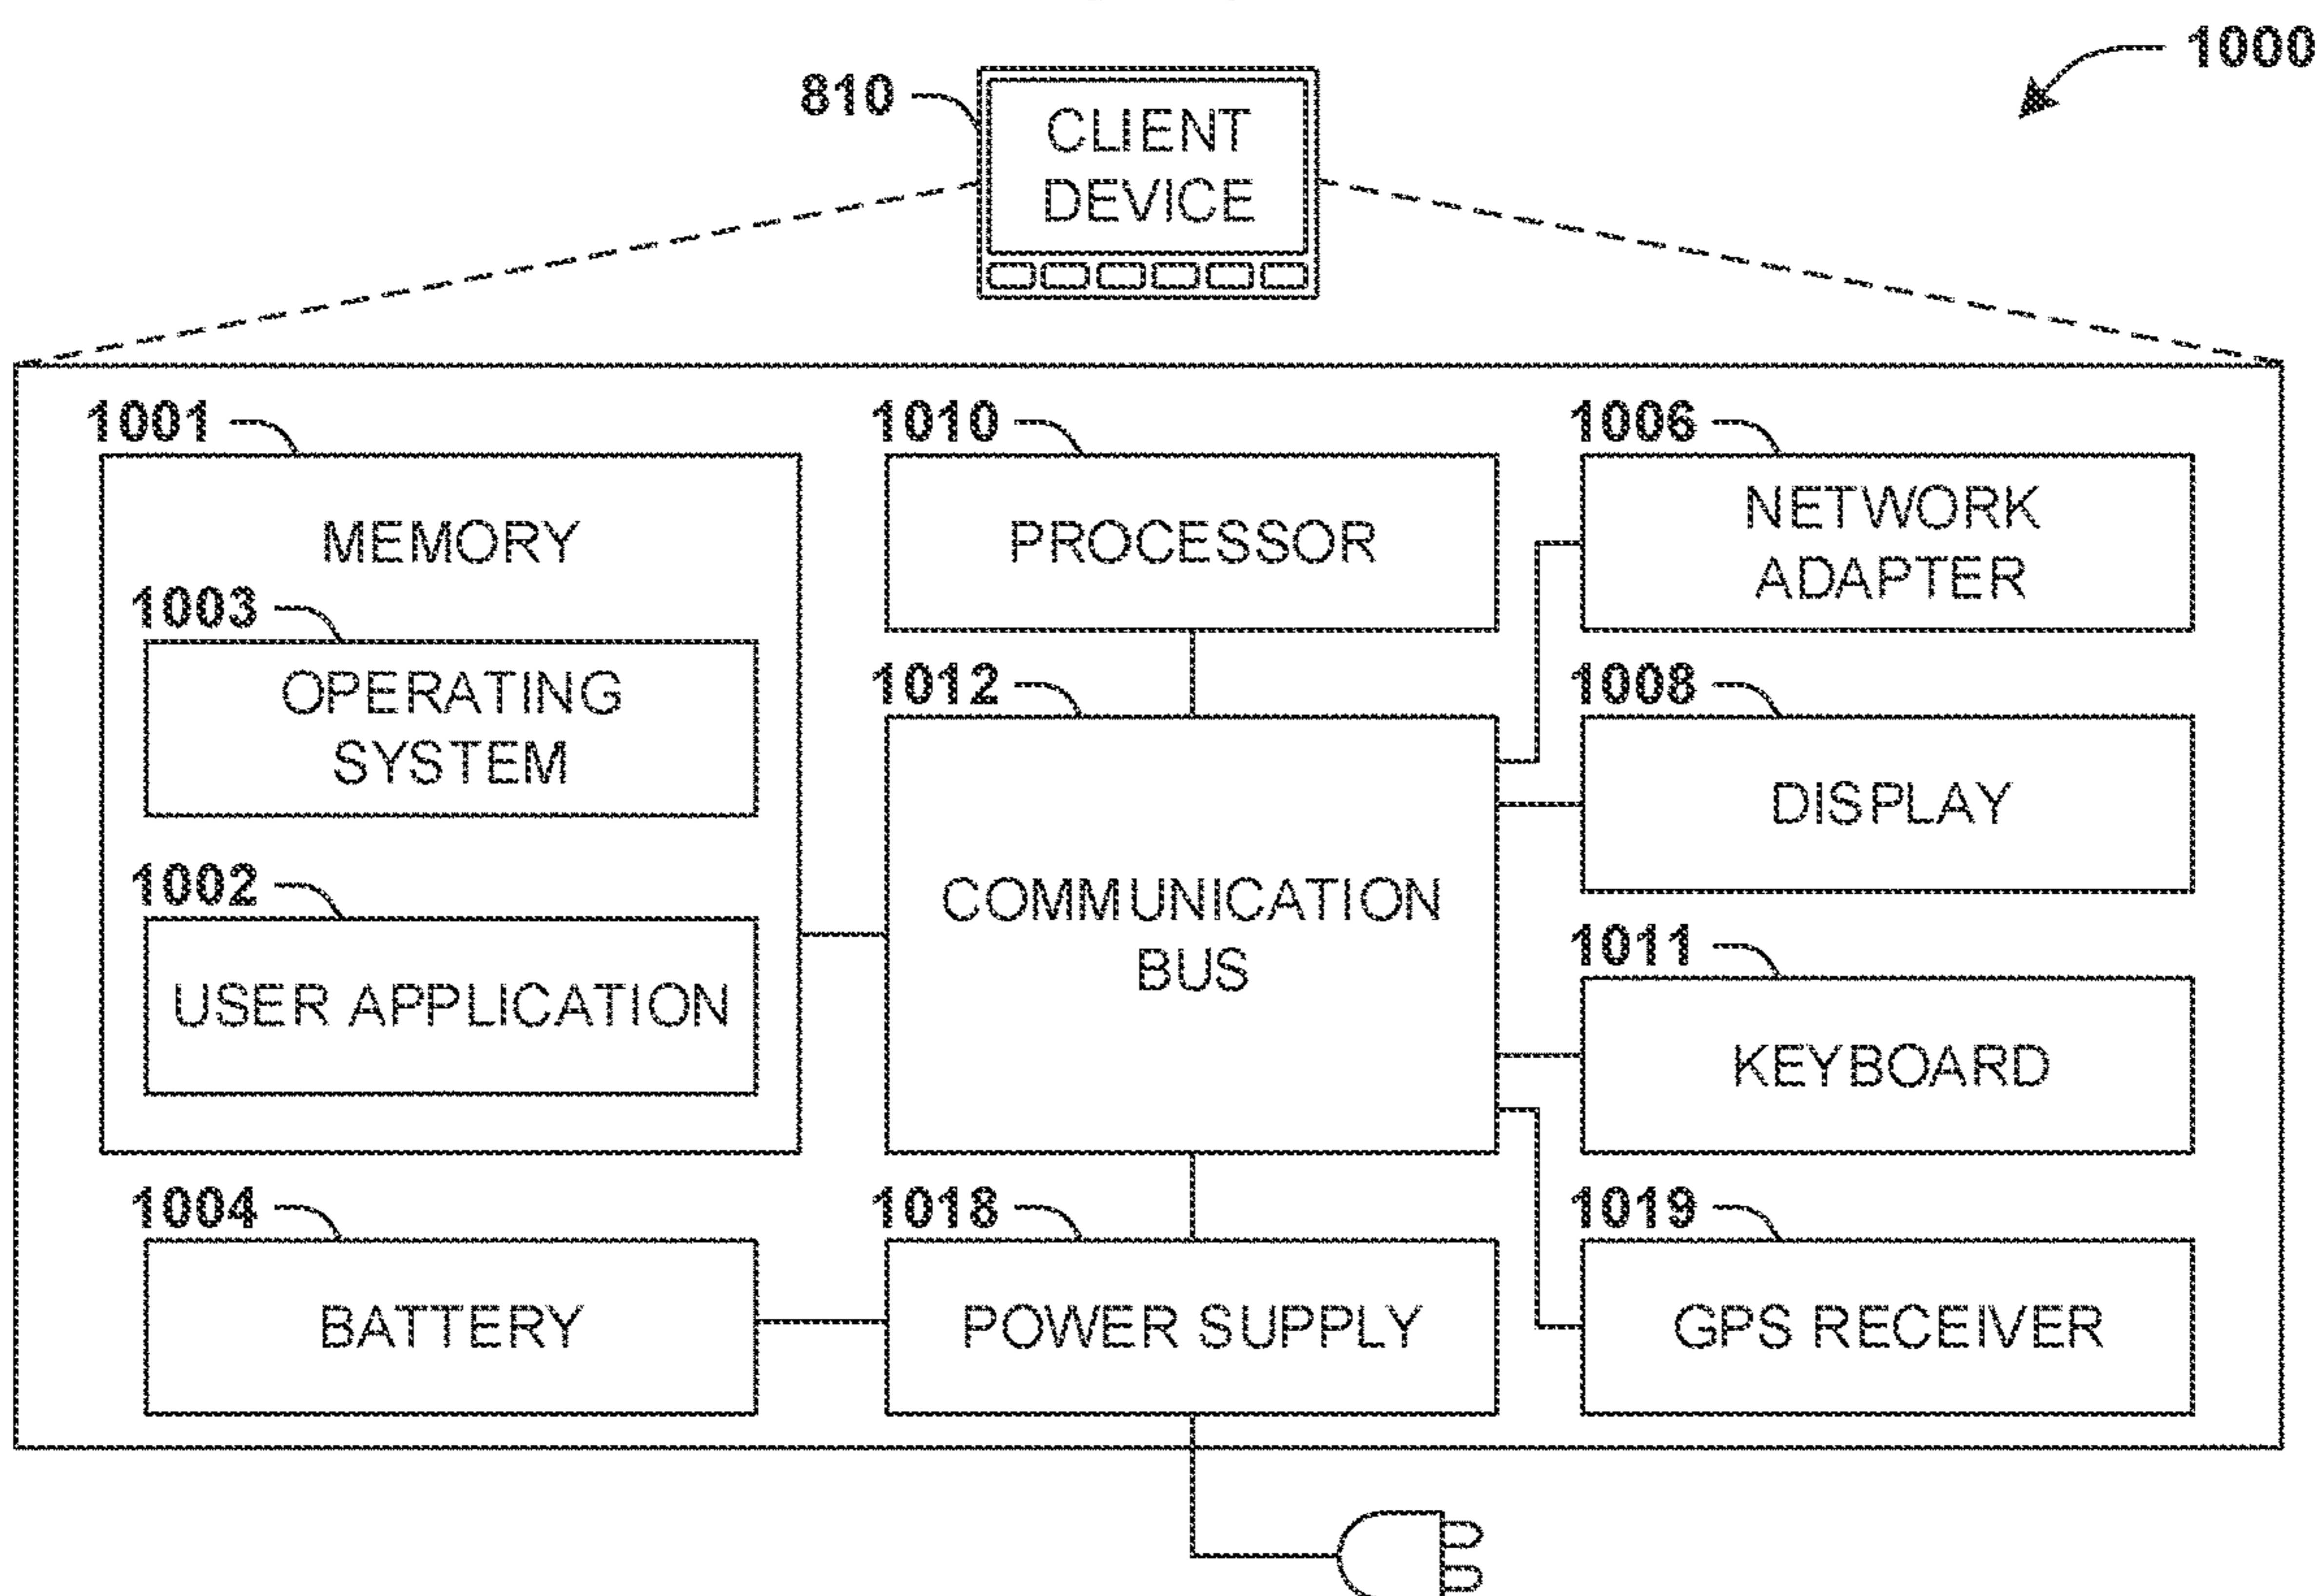 1000
810
CLIENT
DEVICE
1001
MEMORY
1003
OPERATING
SYSTEM
1002
USER APPLICATION
1004
BATTERY
1010
PROCESSOR
1012
COMMUNICATION
BUS
1018
POWER SUPPLY
1006
NETWORK
ADAPTER
1008
DISPLAY
1011
KEYBOARD
1019
GPS RECEIVER